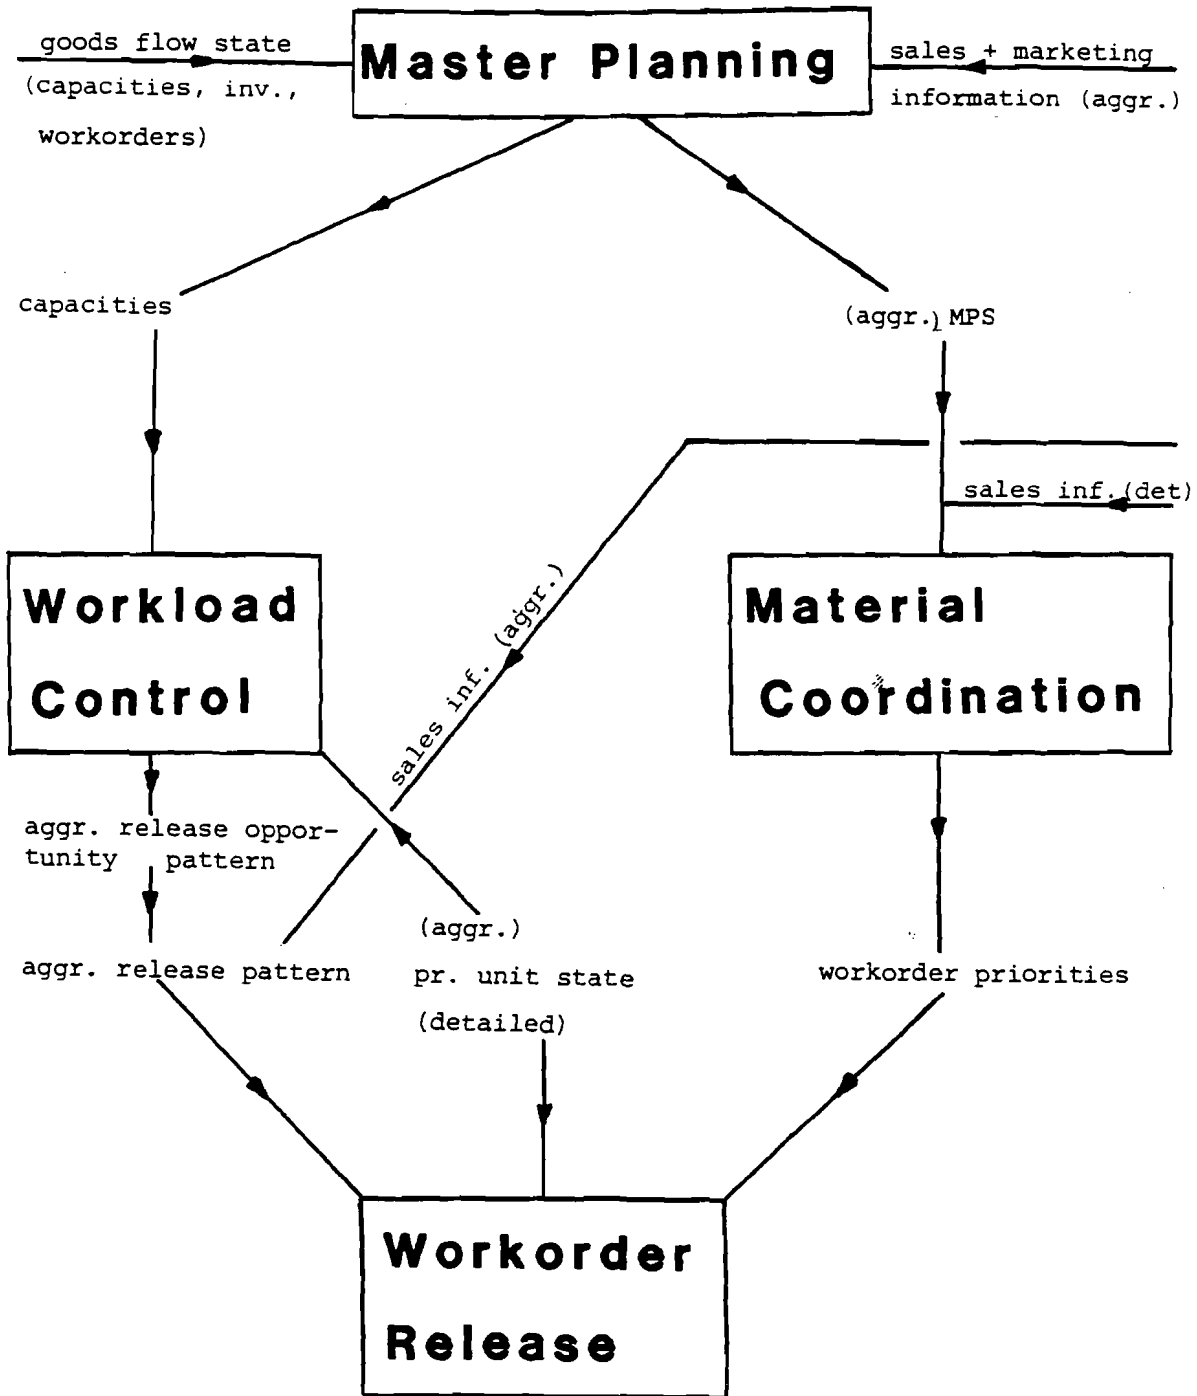 goods flow state
(capacities, inv.,
workorders)
Master Planning
sales + marketing
information (aggr.)
capacities
(aggr.) MPS
sales inf. (det)
Workload
Control
sales inf. (aggr.)
Material
Coordination
aggr. release oppor-
tunity pattern
aggr. release pattern
(aggr.)
pr. unit state
(detailed)
workorder priorities
Workorder
Release